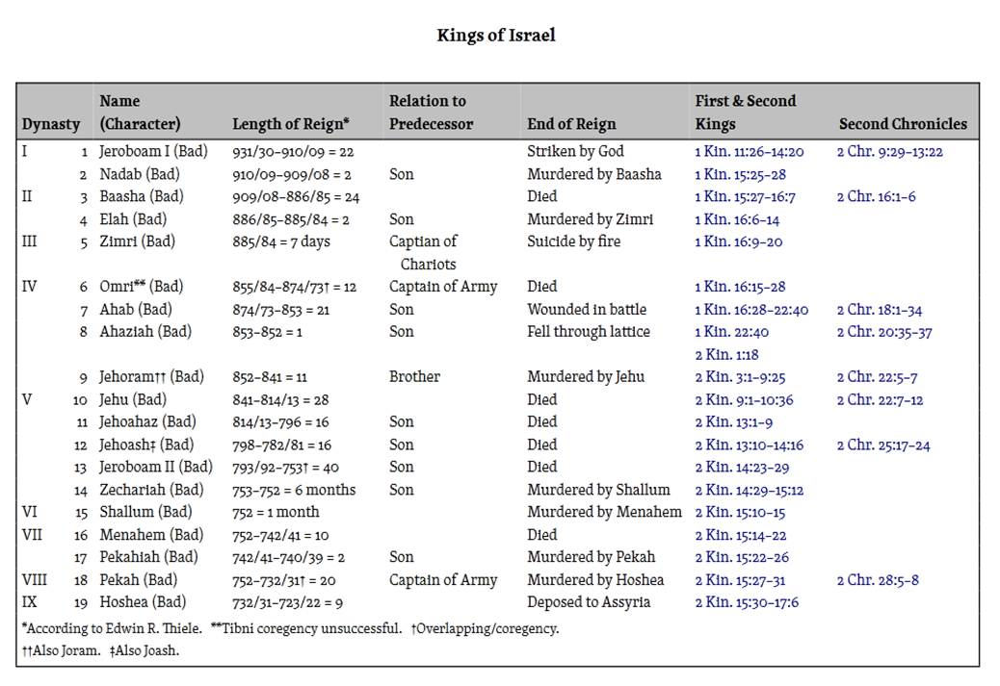 Kings of Israel
Dynasty Name (Character) Length of Reign* Relation to Predecessor End of Reign First & Second Kings Second Chronicles
I 1 Jeroboam I (Bad) 931/30–910/09 = 22 Striken by God 1 Kin. 11:26–14:20 2 Chr. 9:29–13:22
2 Nadab (Bad) 910/09–909/08 = 2 Son Murdered by Baasha 1 Kin. 15:25–28
II 3 Baasha (Bad) 909/08–886/85 = 24 Died 1 Kin. 15:27–16:7 2 Chr. 16:1–6
4 Elah (Bad) 886/85–885/84 = 2 Son Murdered by Zimri 1 Kin. 16:6–14
III 5 Zimri (Bad) 885/84 = 7 days Captian of Suicide by fire 1 Kin. 16:9–20
Chariots
IV 6 Omri** (Bad) 855/84–874/73† = 12 Captain of Army Died 1 Kin. 16:15–28
7 Ahab (Bad) 874/73–853 = 21 Son Wounded in battle 1 Kin. 16:28–22:40 2 Chr. 18:1–34
8 Ahaziah (Bad) 853–852 = 1 Son Fell through lattice 1 Kin. 22:40 2 Chr. 20:35–37
2 Kin. 1:18
9 Jehoram†† (Bad) 852–841 = 11 Brother Murdered by Jehu 2 Kin. 3:1–9:25 2 Chr. 22:5–7
V 10 Jehu (Bad) 841–814/13 = 28 Died 2 Kin. 9:1–10:36 2 Chr. 22:7–12
11 Jehoahaz (Bad) 814/13–796 = 16 Son Died 2 Kin. 13:1–9
12 Jehoash‡ (Bad) 798–782/81 = 16 Son Died 2 Kin. 13:10–14:16 2 Chr. 25:17–24
13 Jeroboam II (Bad) 793/92–753† = 40 Son Died 2 Kin. 14:23–29
14 Zechariah (Bad) 753–752 = 6 months Son Murdered by Shallum 2 Kin. 14:29–15:12
VI 15 Shallum (Bad) 752 = 1 month Murdered by Menahem 2 Kin. 15:10–15
VII 16 Menahem (Bad) 752–742/41 = 10 Died 2 Kin. 15:14–22
17 Pekahiah (Bad) 742/41–740/39 = 2 Son Murdered by Pekah 2 Kin. 15:22–26
VIII 18 Pekah (Bad) 752–732/31† = 20 Captain of Army Murdered by Hoshea 2 Kin. 15:27–31 2 Chr. 28:5–8
IX 19 Hoshea (Bad) 732/31–723/22 = 9 Deposed to Assyria 2 Kin. 15:30–17:6
*According to Edwin R. Thiele. **Tibni coregency unsuccessful. †Overlapping/coregency.
††Also Joram. ‡Also Joash.